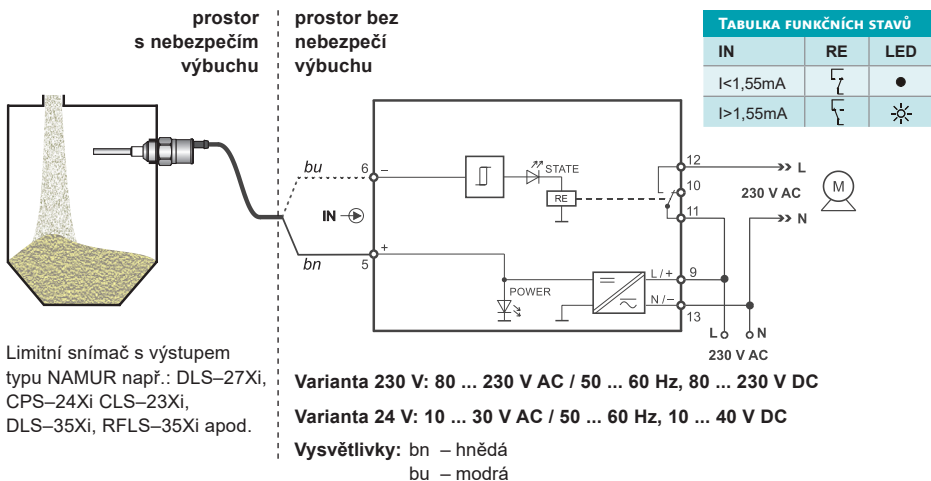 prostor
s nebezpečím
výbuchu
prostor bez
nebezpečí
výbuchu
TABULKA FUNKČNÍCH STAVŮ
IN RE LED
I<1,55mA
I>1,55mA
bu
6
–
STATE
RE
12
L
10
230 V AC
M
IN
11
N
+
5
bn
POWER
L/+
9
N/–
13
L N
230 V AC
Limitní snímač s výstupem
typu NAMUR např.: DLS–27Xi,
CPS–24Xi CLS–23Xi,
DLS–35Xi, RFLS–35Xi apod.
Varianta 230 V: 80 ... 230 V AC / 50 ... 60 Hz, 80 ... 230 V DC
Varianta 24 V: 10 ... 30 V AC / 50 ... 60 Hz, 10 ... 40 V DC
Vysvětlivky: bn – hnědá
bu – modrá